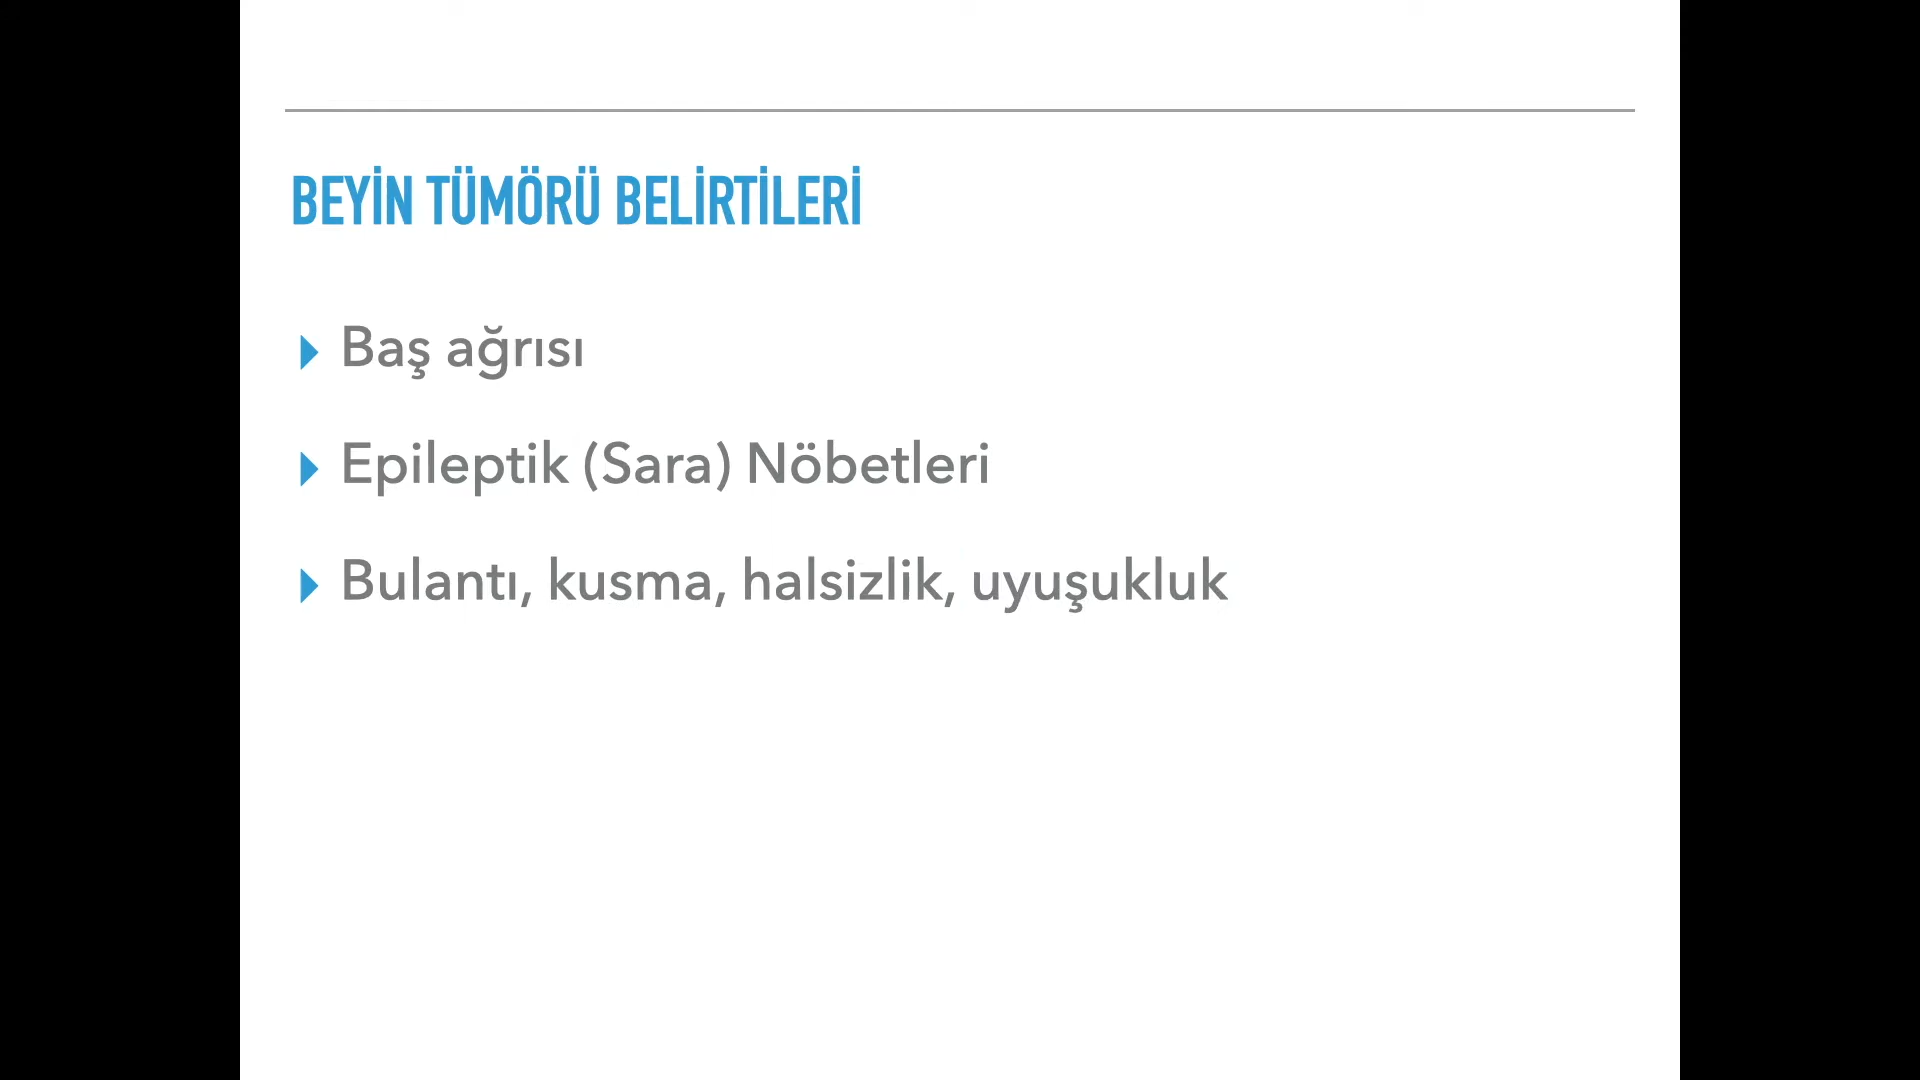 BEYİN TÜMÖRÜ BELİRTİLERİ
Baş ağrısı
Epileptik (Sara) Nöbetleri
Bulantı, kusma, halsizlik, uyuşukluk